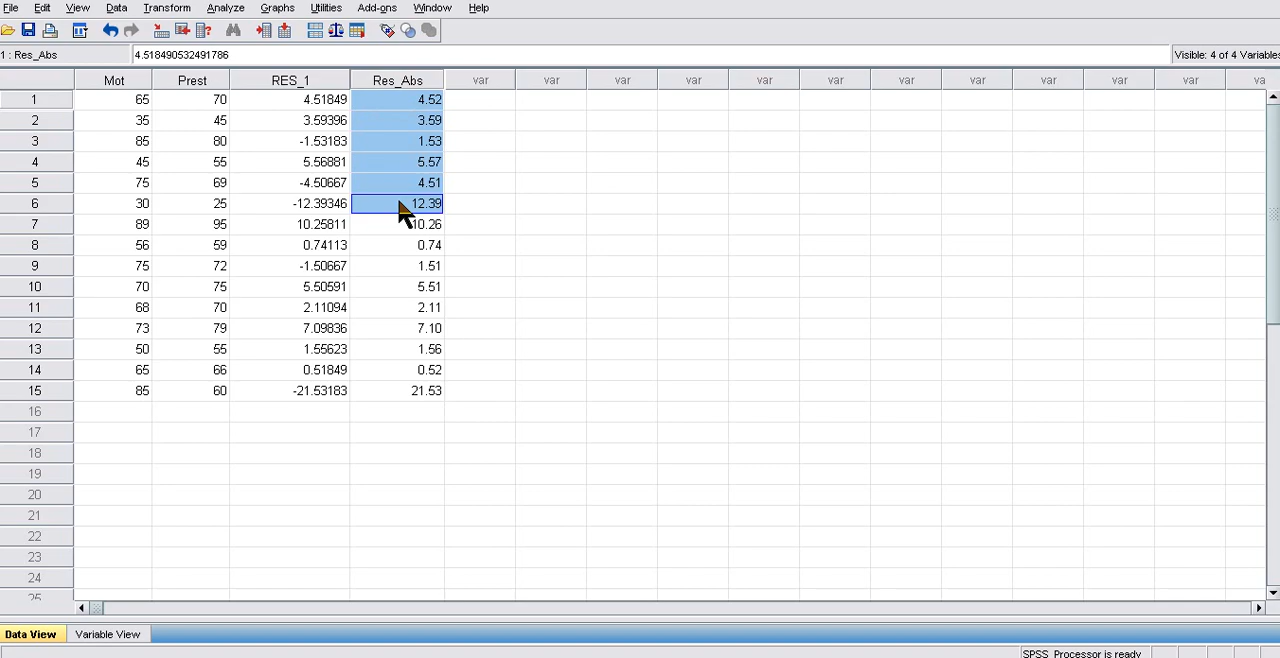 File Edit View Data Transform Analyze Graphs Utilities Add-ons Window Help
1 : Res_Abs 4.518490532491786 Visible: 4 of 4 Variables
Mot Prest RES_1 Res_Abs var var var var var var var var var var var va
1 65 70 4.51849 4.52
2 35 45 3.59396 3.59
3 85 80 -1.53183 1.53
4 45 55 5.56881 5.57
5 75 69 -4.50667 4.51
6 30 25 -12.39346 12.39
7 89 95 10.25811 10.26
8 56 59 0.74113 0.74
9 75 72 -1.50667 1.51
10 70 75 5.50591 5.51
11 68 70 2.11094 2.11
12 73 79 7.09836 7.10
13 50 55 1.55623 1.56
14 65 66 0.51849 0.52
15 85 60 -21.53183 21.53
16
17
18
19
20
21
22
23
24
25
Data View Variable View
SPSS Processor is ready